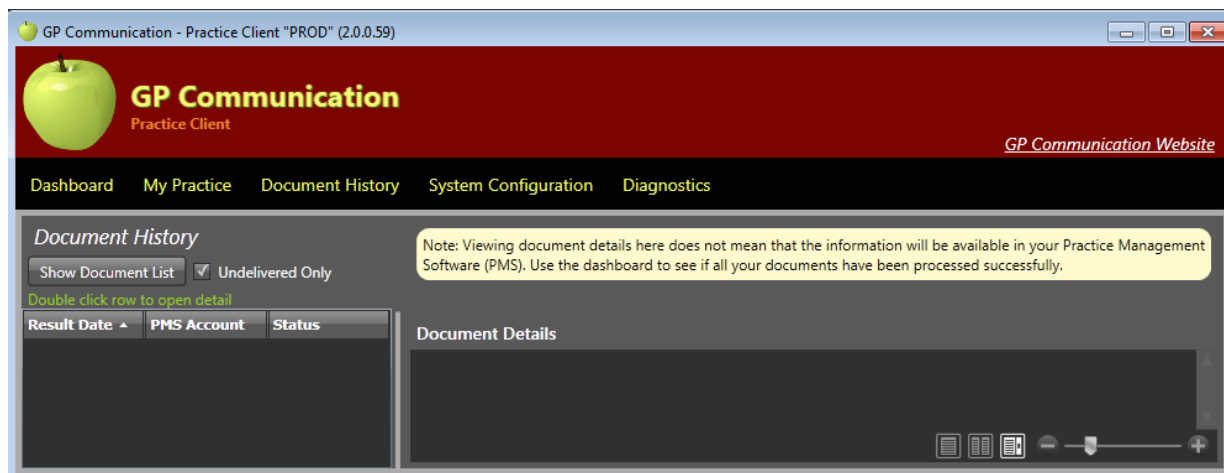 GP Communication - Practice Client "PROD" (2.0.0.59)
GP Communication
Practice Client
GP Communication Website
Dashboard My Practice Document History System Configuration Diagnostics
Document History
Show Document List Undelivered Only
Double click row to open detail
Result Date PMS Account Status
Note: Viewing document details here does not mean that the information will be available in your Practice Management
Software (PMS). Use the dashboard to see if all your documents have been processed successfully.
Document Details